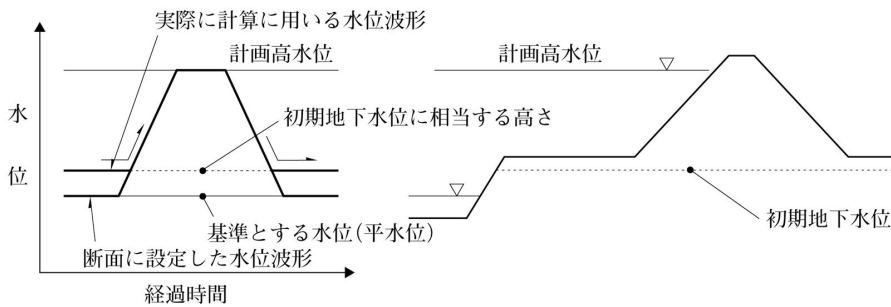 実際に計算に用いる水位波形
計画高水位
水位
初期地下水位に相当する高さ
基準とする水位(平水位)
断面に設定した水位波形
経過時間
計画高水位
初期地下水位